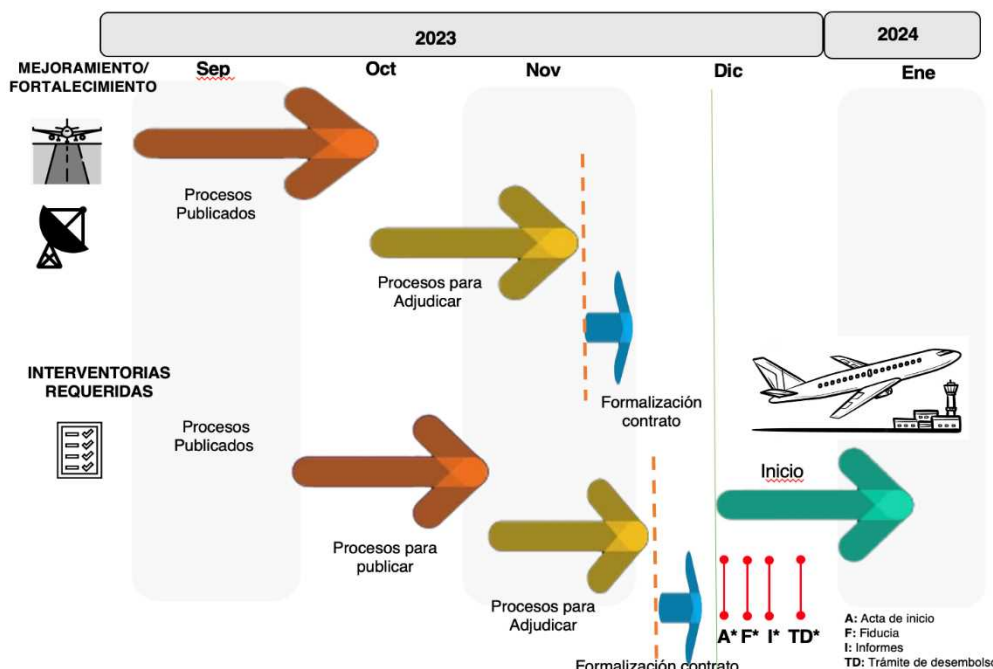 2023
2024
MEJORAMIENTO/
FORTALECIMIENTO
Sep
Oct
Nov
Dic
Ene
Procesos
Publicados
Procesos para
Adjudicar
Formalización
contrato
INTERVENTORIAS
REQUERIDAS
Procesos
Publicados
Procesos para
publicar
Procesos para
Adjudicar
Formalización contrato
Inicio
A* F* I* TD*
A: Acta de inicio
F: Fiducia
I: Informes
TD: Trámite de desembolso